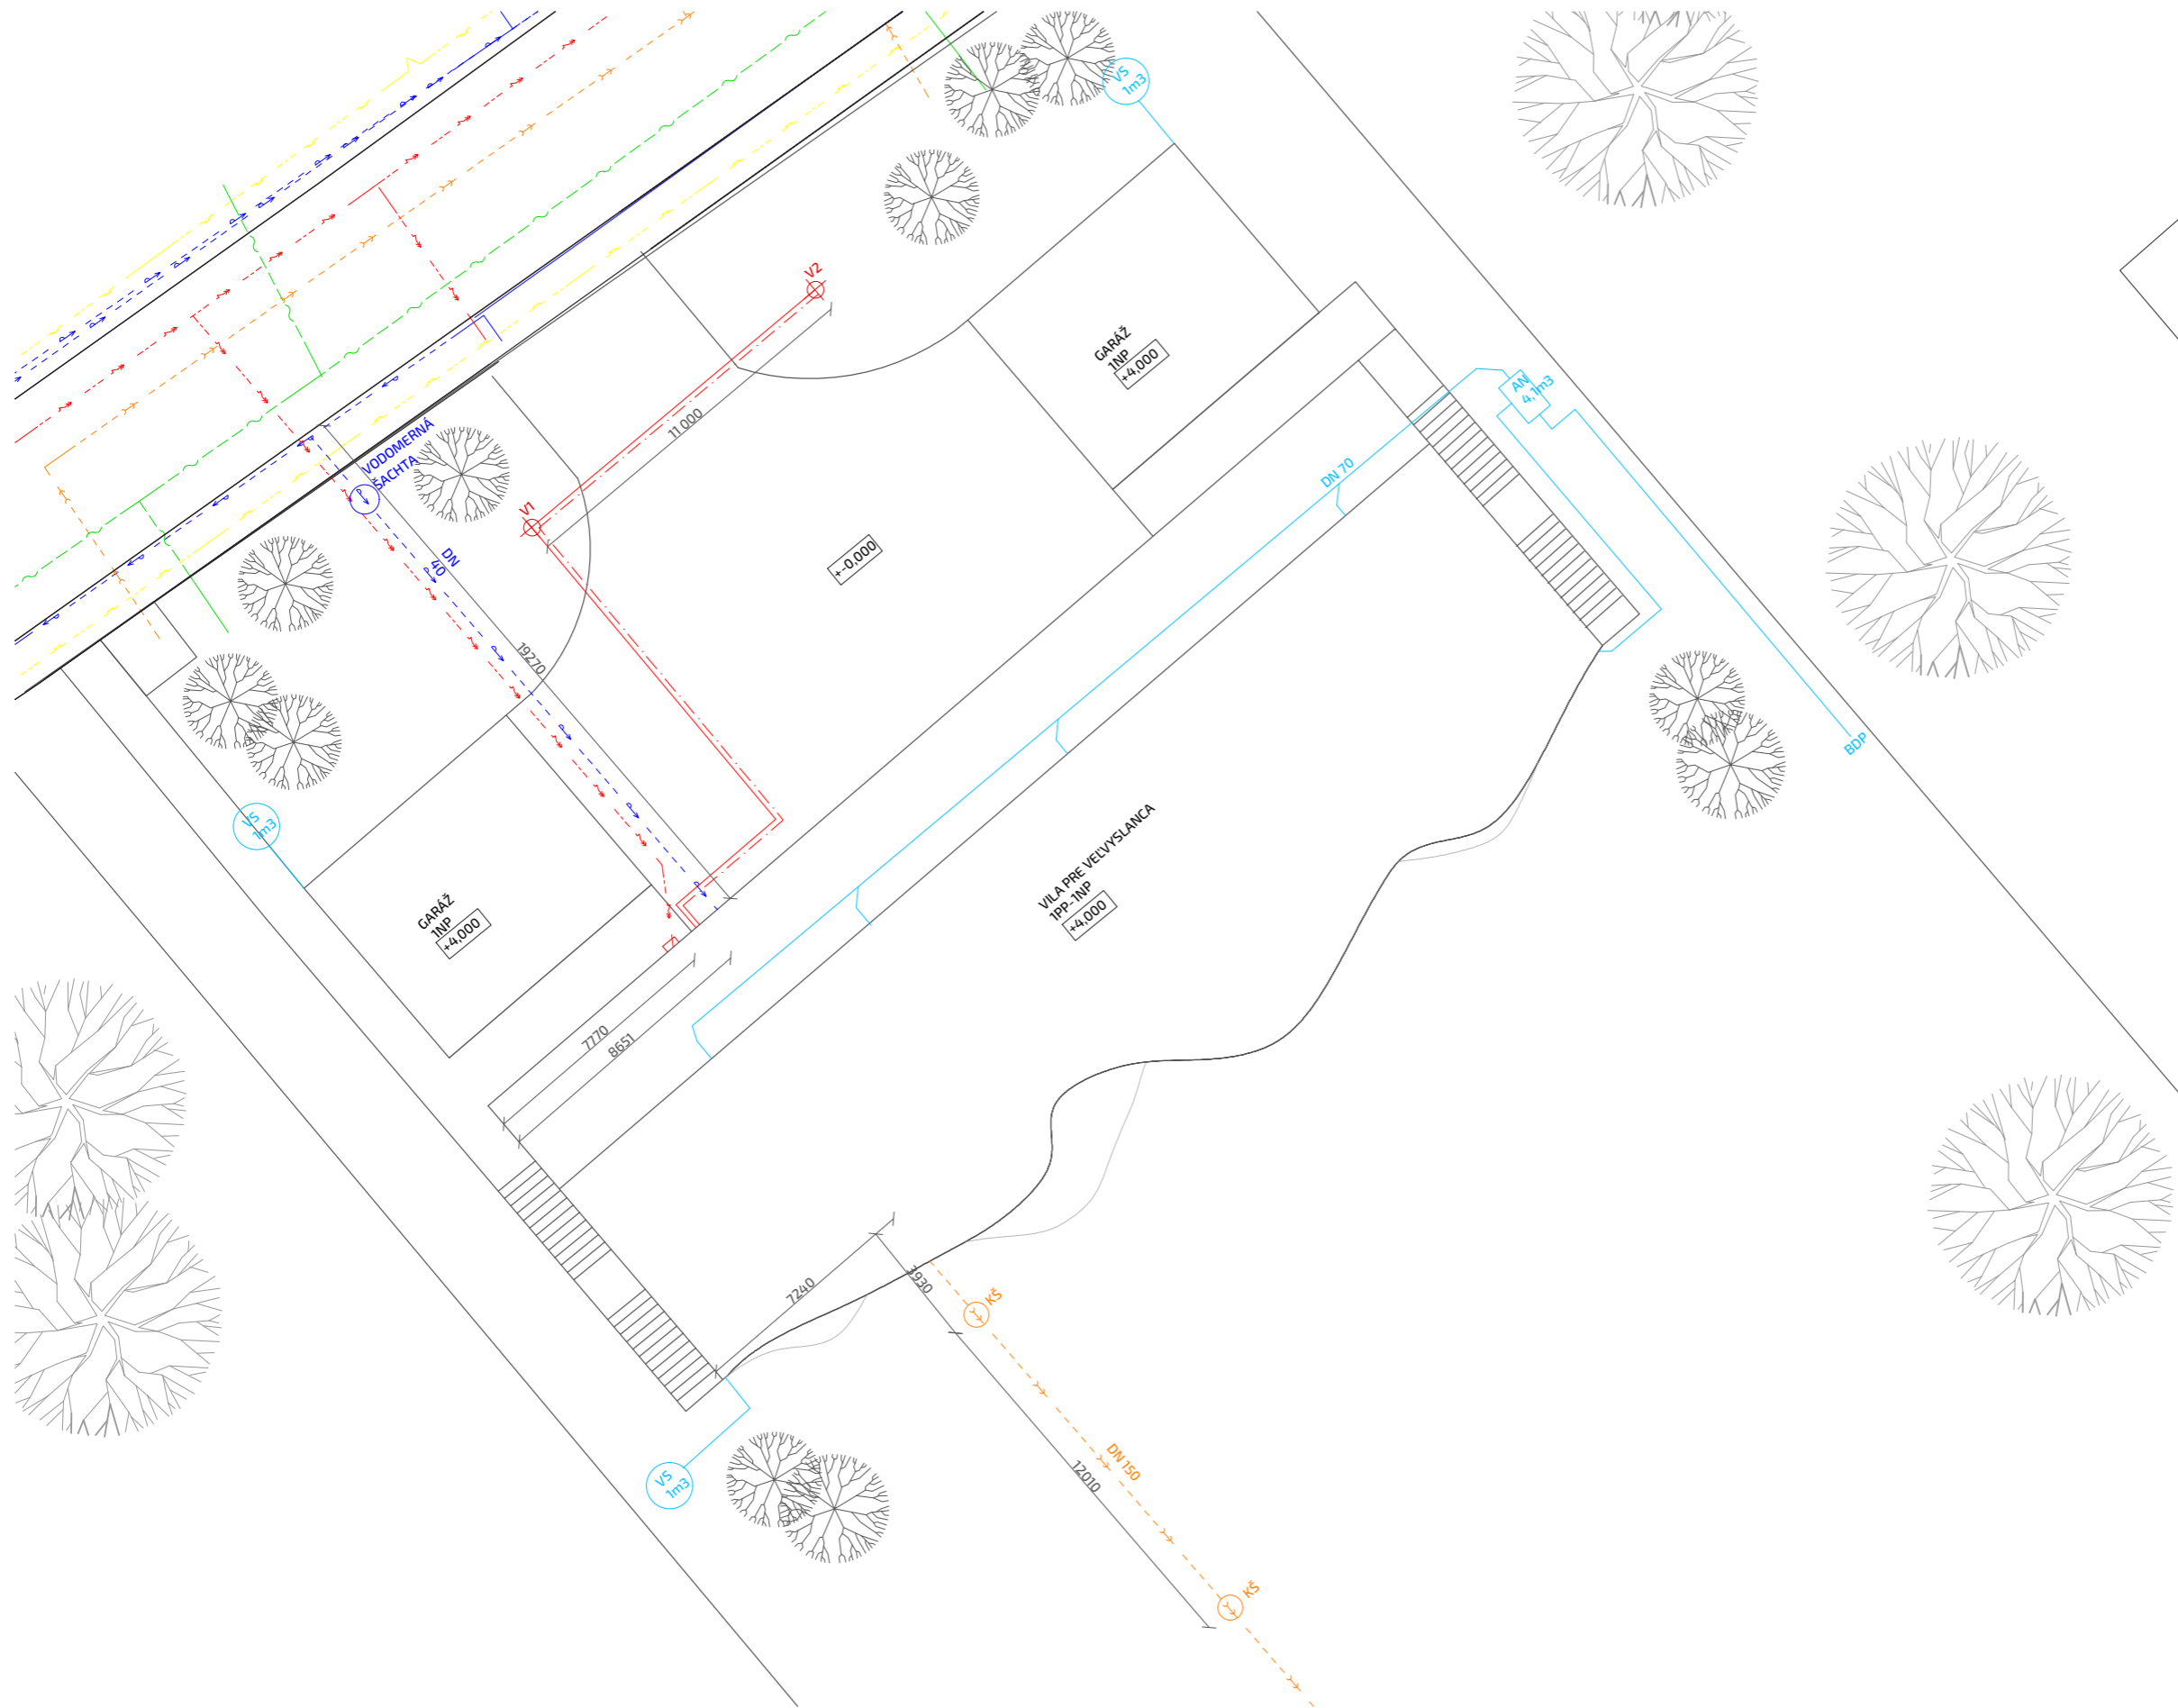 VS
1m3
V2
GARÁŽ
1NP
+4,000
AN
4,1m3
11 000
VODOMERNÁ
ŠACHTA
DN 70
V1
DN
40
+-0,000
19270
BDP
VS
1m3
VILA PRE VEĽVYSLANCA
1PP-1NP
+4,000
GARÁŽ
1NP
+4,000
7770
8651
7240
3930
KŠ
DN 150
12010
VS
1m3
KŠ